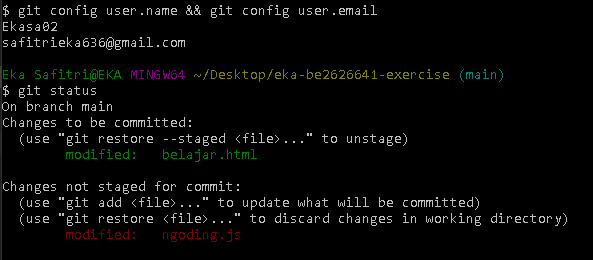 $ git config user.name && git config user.email
Ekasa02
safitrieka636@gmail.com
Eka Safitri@EKA MINGW64 ~/Desktop/eka-be2626641-exercise (main)
$ git status
On branch main
Changes to be committed:
  (use "git restore --staged <file>..." to unstage)
        modified:   belajar.html

Changes not staged for commit:
  (use "git add <file>..." to update what will be committed)
  (use "git restore <file>..." to discard changes in working directory)
        modified:   ngoding.js